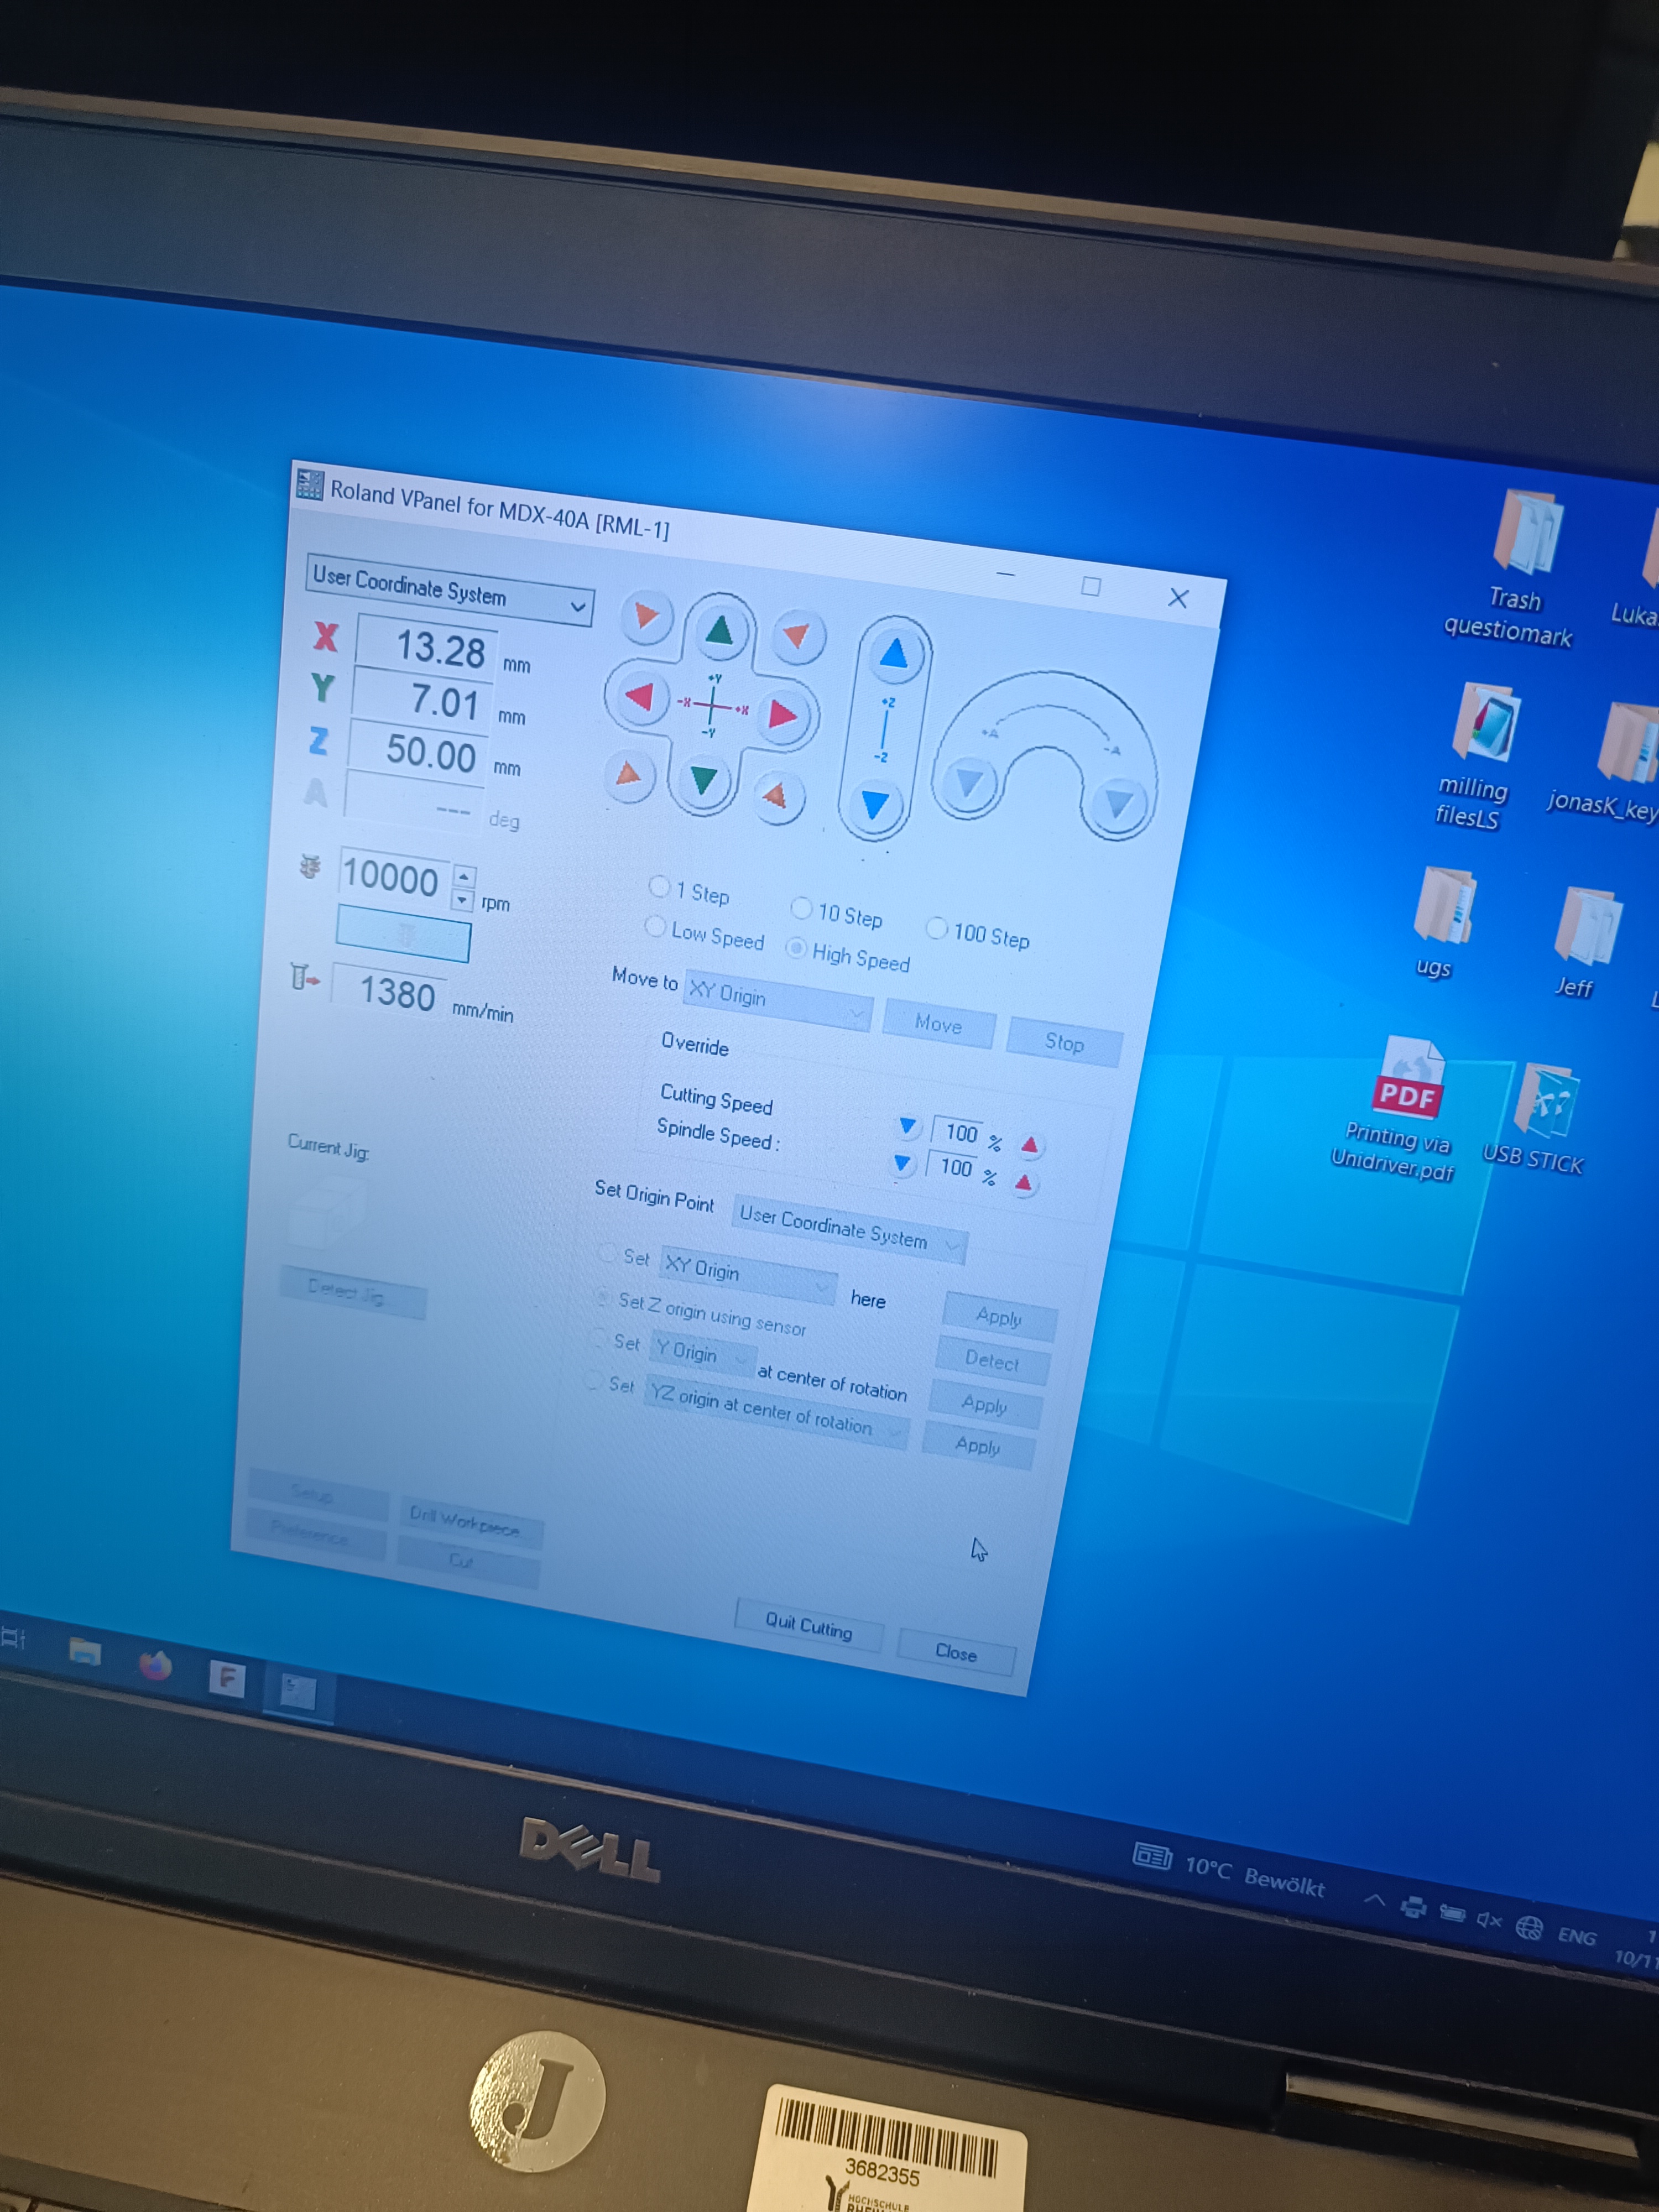 Roland VPanel for MDX-40A [RML-1]
User Coordinate System
X 13.28 mm
Y 7.01 mm
Z 50.00 mm
A --- deg
10000 rpm
1380 mm/min
+Y
-X +X
-Y
+Z
-Z
+A -A
1 Step 10 Step 100 Step
Low Speed High Speed
Move to XY Origin Move Stop
Override
Cutting Speed 100 %
Spindle Speed : 100 %
Current Jig:
Detect Jig...
Set Origin Point User Coordinate System
Set XY Origin here Apply
Set Z origin using sensor Detect
Set Y Origin at center of rotation Apply
Set YZ origin at center of rotation Apply
Setup... Drill Workpiece...
Preference... Cut
Quit Cutting Close
Trash
questiomark
Luka
milling
filesLS
jonasK_key
ugs
Jeff
PDF
Printing via
Unidriver.pdf
USB STICK
F
10°C Bewölkt
ENG
10/11
DELL
J
3682355
HOCHSCHULE